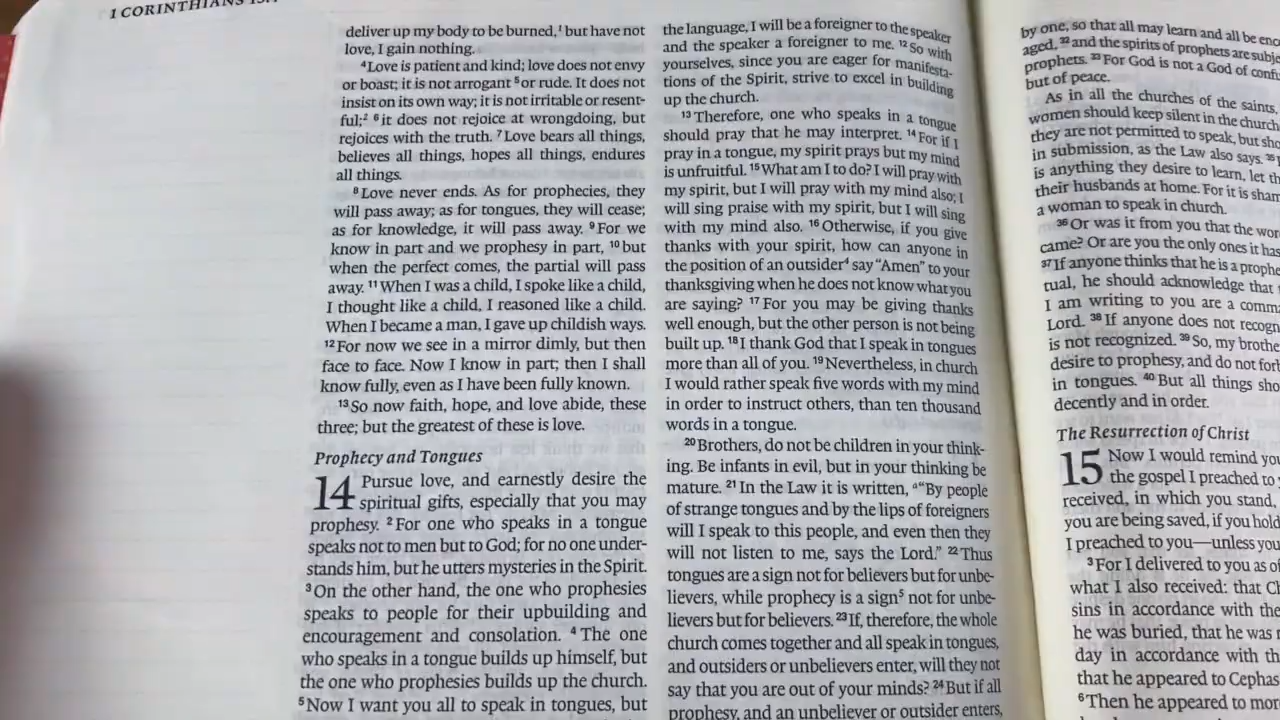 1 CORINTHIANS
deliver up my body to be burned,¹ but have not
love, I gain nothing.
⁴Love is patient and kind; love does not envy
or boast; it is not arrogant ⁵or rude. It does not
insist on its own way; it is not irritable or resent-
ful;² ⁶it does not rejoice at wrongdoing, but
rejoices with the truth. ⁷Love bears all things,
believes all things, hopes all things, endures
all things.
⁸Love never ends. As for prophecies, they
will pass away; as for tongues, they will cease;
as for knowledge, it will pass away. ⁹For we
know in part and we prophesy in part, ¹⁰but
when the perfect comes, the partial will pass
away. ¹¹When I was a child, I spoke like a child,
I thought like a child, I reasoned like a child.
When I became a man, I gave up childish ways.
¹²For now we see in a mirror dimly, but then
face to face. Now I know in part; then I shall
know fully, even as I have been fully known.
¹³So now faith, hope, and love abide, these
three; but the greatest of these is love.
Prophecy and Tongues
14 Pursue love, and earnestly desire the
spiritual gifts, especially that you may
prophesy. ²For one who speaks in a tongue
speaks not to men but to God; for no one under-
stands him, but he utters mysteries in the Spirit.
³On the other hand, the one who prophesies
speaks to people for their upbuilding and
encouragement and consolation. ⁴The one
who speaks in a tongue builds up himself, but
the one who prophesies builds up the church.
⁵Now I want you all to speak in tongues, but
the language, I will be a foreigner to the speaker
and the speaker a foreigner to me. ¹²So with
yourselves, since you are eager for manifesta-
tions of the Spirit, strive to excel in building
up the church.
¹³Therefore, one who speaks in a tongue
should pray that he may interpret. ¹⁴For if I
pray in a tongue, my spirit prays but my mind
is unfruitful. ¹⁵What am I to do? I will pray with
my spirit, but I will pray with my mind also; I
will sing praise with my spirit, but I will sing
with my mind also. ¹⁶Otherwise, if you give
thanks with your spirit, how can anyone in
the position of an outsider⁴ say “Amen” to your
thanksgiving when he does not know what you
are saying? ¹⁷For you may be giving thanks
well enough, but the other person is not being
built up. ¹⁸I thank God that I speak in tongues
more than all of you. ¹⁹Nevertheless, in church
I would rather speak five words with my mind
in order to instruct others, than ten thousand
words in a tongue.
²⁰Brothers, do not be children in your think-
ing. Be infants in evil, but in your thinking be
mature. ²¹In the Law it is written, ᵃ“By people
of strange tongues and by the lips of foreigners
will I speak to this people, and even then they
will not listen to me, says the Lord.” ²²Thus
tongues are a sign not for believers but for unbe-
lievers, while prophecy is a sign⁵ not for unbe-
lievers but for believers. ²³If, therefore, the whole
church comes together and all speak in tongues,
and outsiders or unbelievers enter, will they not
say that you are out of your minds? ²⁴But if all
prophesy, and an unbeliever or outsider enters,
by one, so that all may learn and all be enc
aged, ³²and the spirits of prophets are subje
prophets. ³³For God is not a God of confu
but of peace.
As in all the churches of the saints,
women should keep silent in the church
they are not permitted to speak, but sho
in submission, as the Law also says.
is anything they desire to learn, let th
their husbands at home. For it is sham
a woman to speak in church.
³⁶Or was it from you that the wor
came? Or are you the only ones it has
³⁷If anyone thinks that he is a prophe
tual, he should acknowledge that
I am writing to you are a comm
Lord. ³⁸If anyone does not recogn
is not recognized. ³⁹So, my brothe
desire to prophesy, and do not forb
in tongues. ⁴⁰But all things sho
decently and in order.
The Resurrection of Christ
15 Now I would remind you
the gospel I preached to y
received, in which you stand,
you are being saved, if you hold
I preached to you—unless you
³For I delivered to you as of
what I also received: that Ch
sins in accordance with the
he was buried, that he was r
day in accordance with th
that he appeared to Cephas
⁶Then he appeared to mor